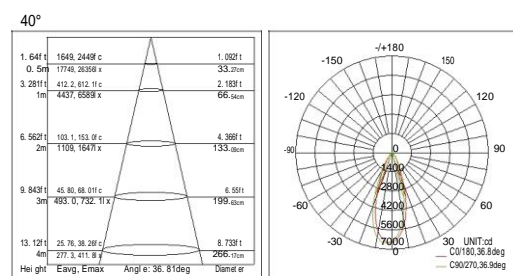 40°
1. 64ft 1649, 2449fc 1. 092ft
0. 5m 17749, 26356lx 33.27cm
3. 281ft 412. 2, 612. 1fc 2. 183ft
1m 4437, 6589lx 66.54cm
6. 562ft 103. 1, 153. 0fc 4. 366ft
2m 1109, 1647lx 133.09cm
9. 843ft 45. 80, 68. 01fc 6. 55ft
3m 493. 0, 732. 1lx 199.63cm
13. 12ft 25. 76, 38. 26fc 8. 733ft
4m 277. 3, 411. 8lx 266.17cm
Height Eavg, Emax Angle: 36. 81deg Diameter
-/+180
-150 150
-120 120
-90 90
-60 60
-30 30
0
1400
2800
4200
5600
7000
UNIT:cd
C0/180,36.8deg
C90/270,36.9deg